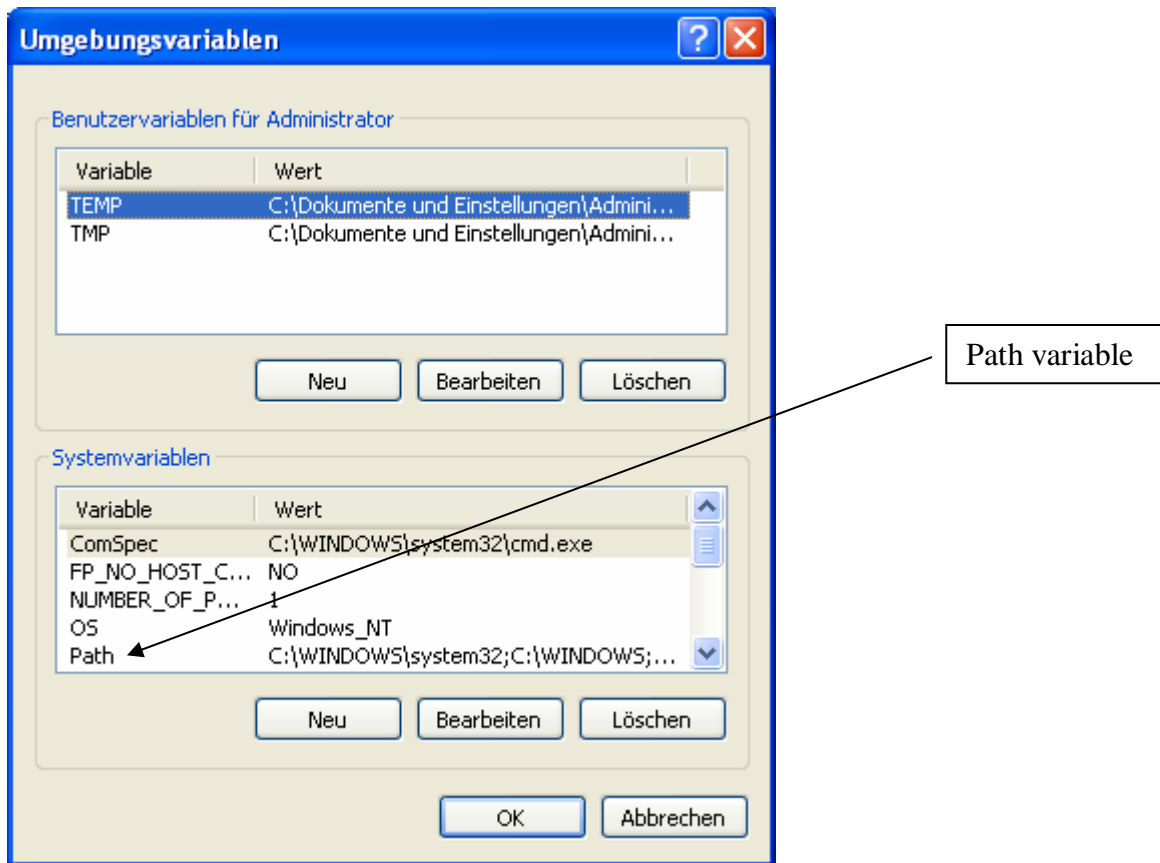 Umgebungsvariablen
Benutzervariablen für Administrator
Variable Wert
TEMP C:\Dokumente und Einstellungen\Admini...
TMP C:\Dokumente und Einstellungen\Admini...
Neu Bearbeiten Löschen
Path variable
Systemvariablen
Variable Wert
ComSpec C:\WINDOWS\system32\cmd.exe
FP_NO_HOST_C... NO
NUMBER_OF_P... 1
OS Windows_NT
Path C:\WINDOWS\system32;C:\WINDOWS;...
Neu Bearbeiten Löschen
OK Abbrechen